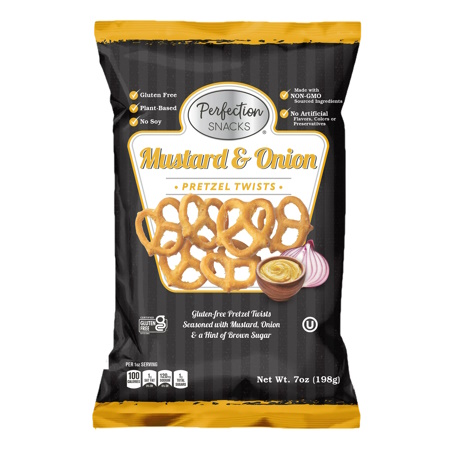 Gluten Free
Plant-Based
No Soy
Perfection
SNACKS
Made with
NON-GMO
Sourced Ingredients
No Artificial
Flavors, Colors or
Preservatives
Mustard & Onion
• PRETZEL TWISTS •
Gluten-free Pretzel Twists
Seasoned with Mustard, Onion
& a Hint of Brown Sugar
GLUTEN
FREE
U
PER 1oz SERVING
100
CALORIES
Net Wt. 7oz (198g)